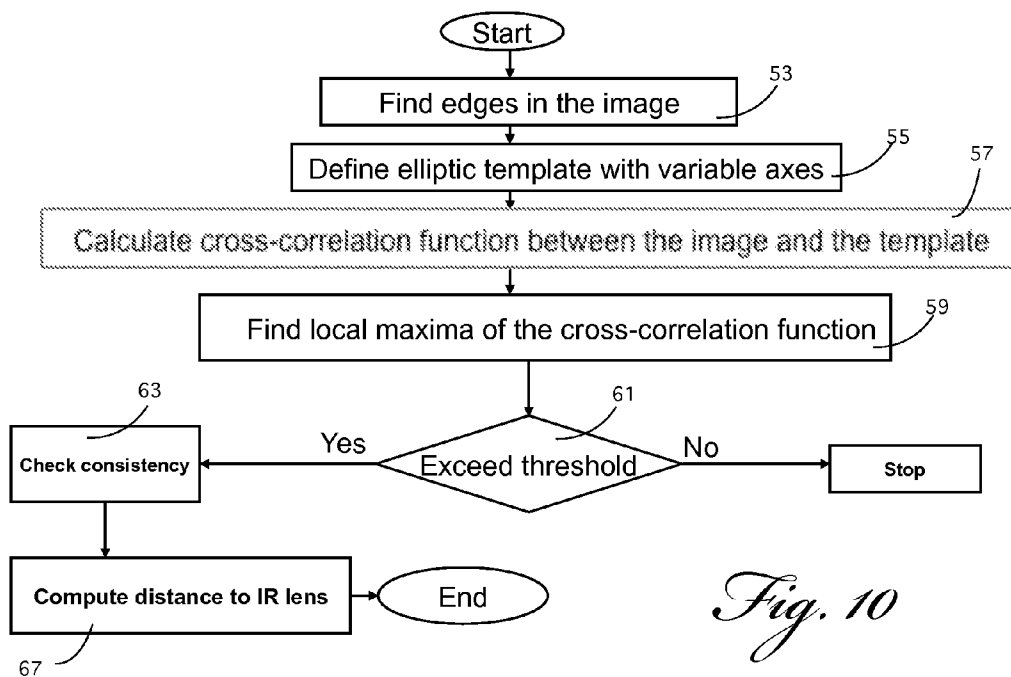 Start
53
Find edges in the image
55
Define elliptic template with variable axes
57
Calculate cross-correlation function between the image and the template
59
Find local maxima of the cross-correlation function
61
Exceed threshold
Yes
No
63
Check consistency
Stop
Compute distance to IR lens
End
67
Fig. 10